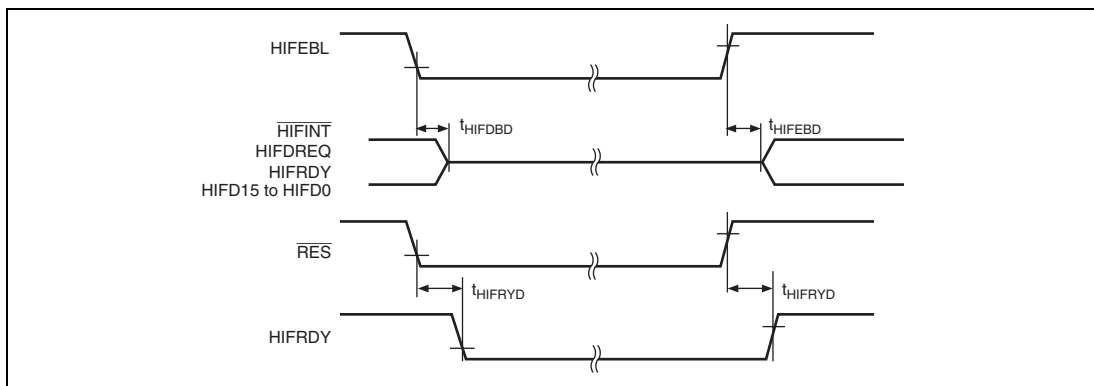 HIFEBL
tHIFDBD
tHIFEBD
HIFINT
HIFDREQ
HIFRDY
HIFD15 to HIFD0
RES
tHIFRYD
tHIFRYD
HIFRDY